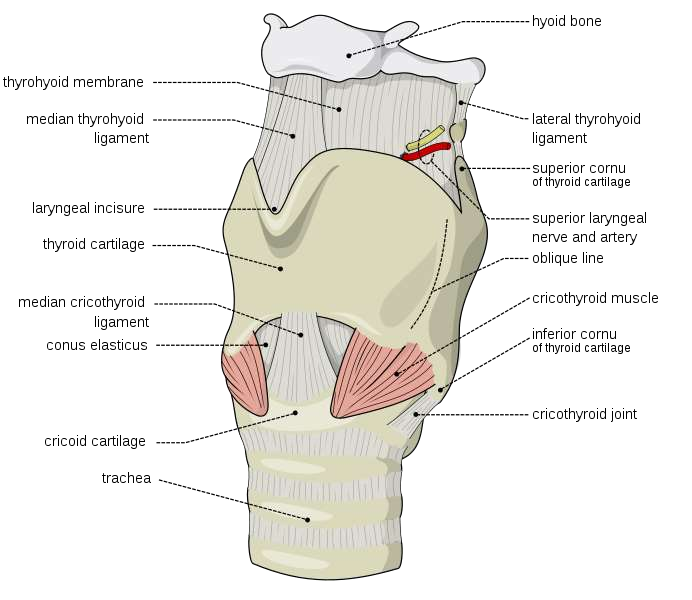 hyoid bone
thyrohyoid membrane
median thyrohyoid
ligament
lateral thyrohyoid
ligament
superior cornu
of thyroid cartilage
laryngeal incisure
superior laryngeal
nerve and artery
thyroid cartilage
oblique line
median cricothyroid
ligament
cricothyroid muscle
conus elasticus
inferior cornu
of thyroid cartilage
cricothyroid joint
cricoid cartilage
trachea